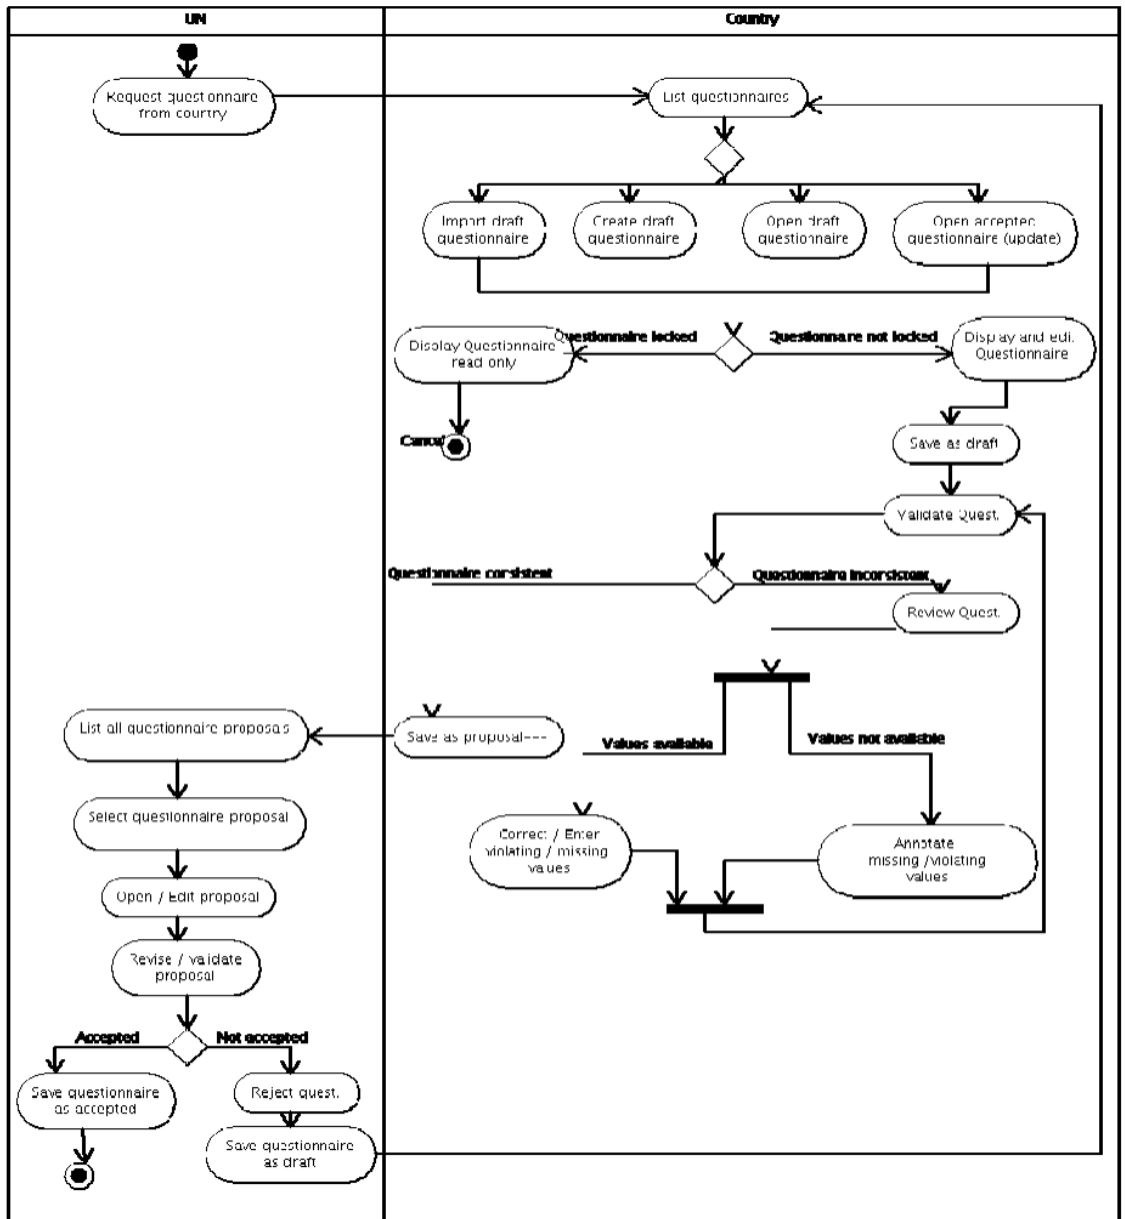 UN
Country
Request questionnaire
from country
List questionnaires
Import draft
questionnaire
Create draft
questionnaire
Open draft
questionnaire
Open accepted
questionnaire (update)
Questionnaire locked
Questionnaire not locked
Display Questionnaire
read only
Display and edit
Questionnaire
Cancel
Save as draft
Validate Quest.
Questionnaire consistent
Questionnaire inconsistent
Review Quest.
List all questionnaire proposals
Save as proposal---
Values available
Values not available
Select questionnaire proposal
Correct / Enter
violating / missing
values
Annotate
missing /violating
values
Open / Edit proposal
Revise / validate
proposal
Accepted
Not accepted
Save questionnaire
as accepted
Reject quest.
Save questionnaire
as draft